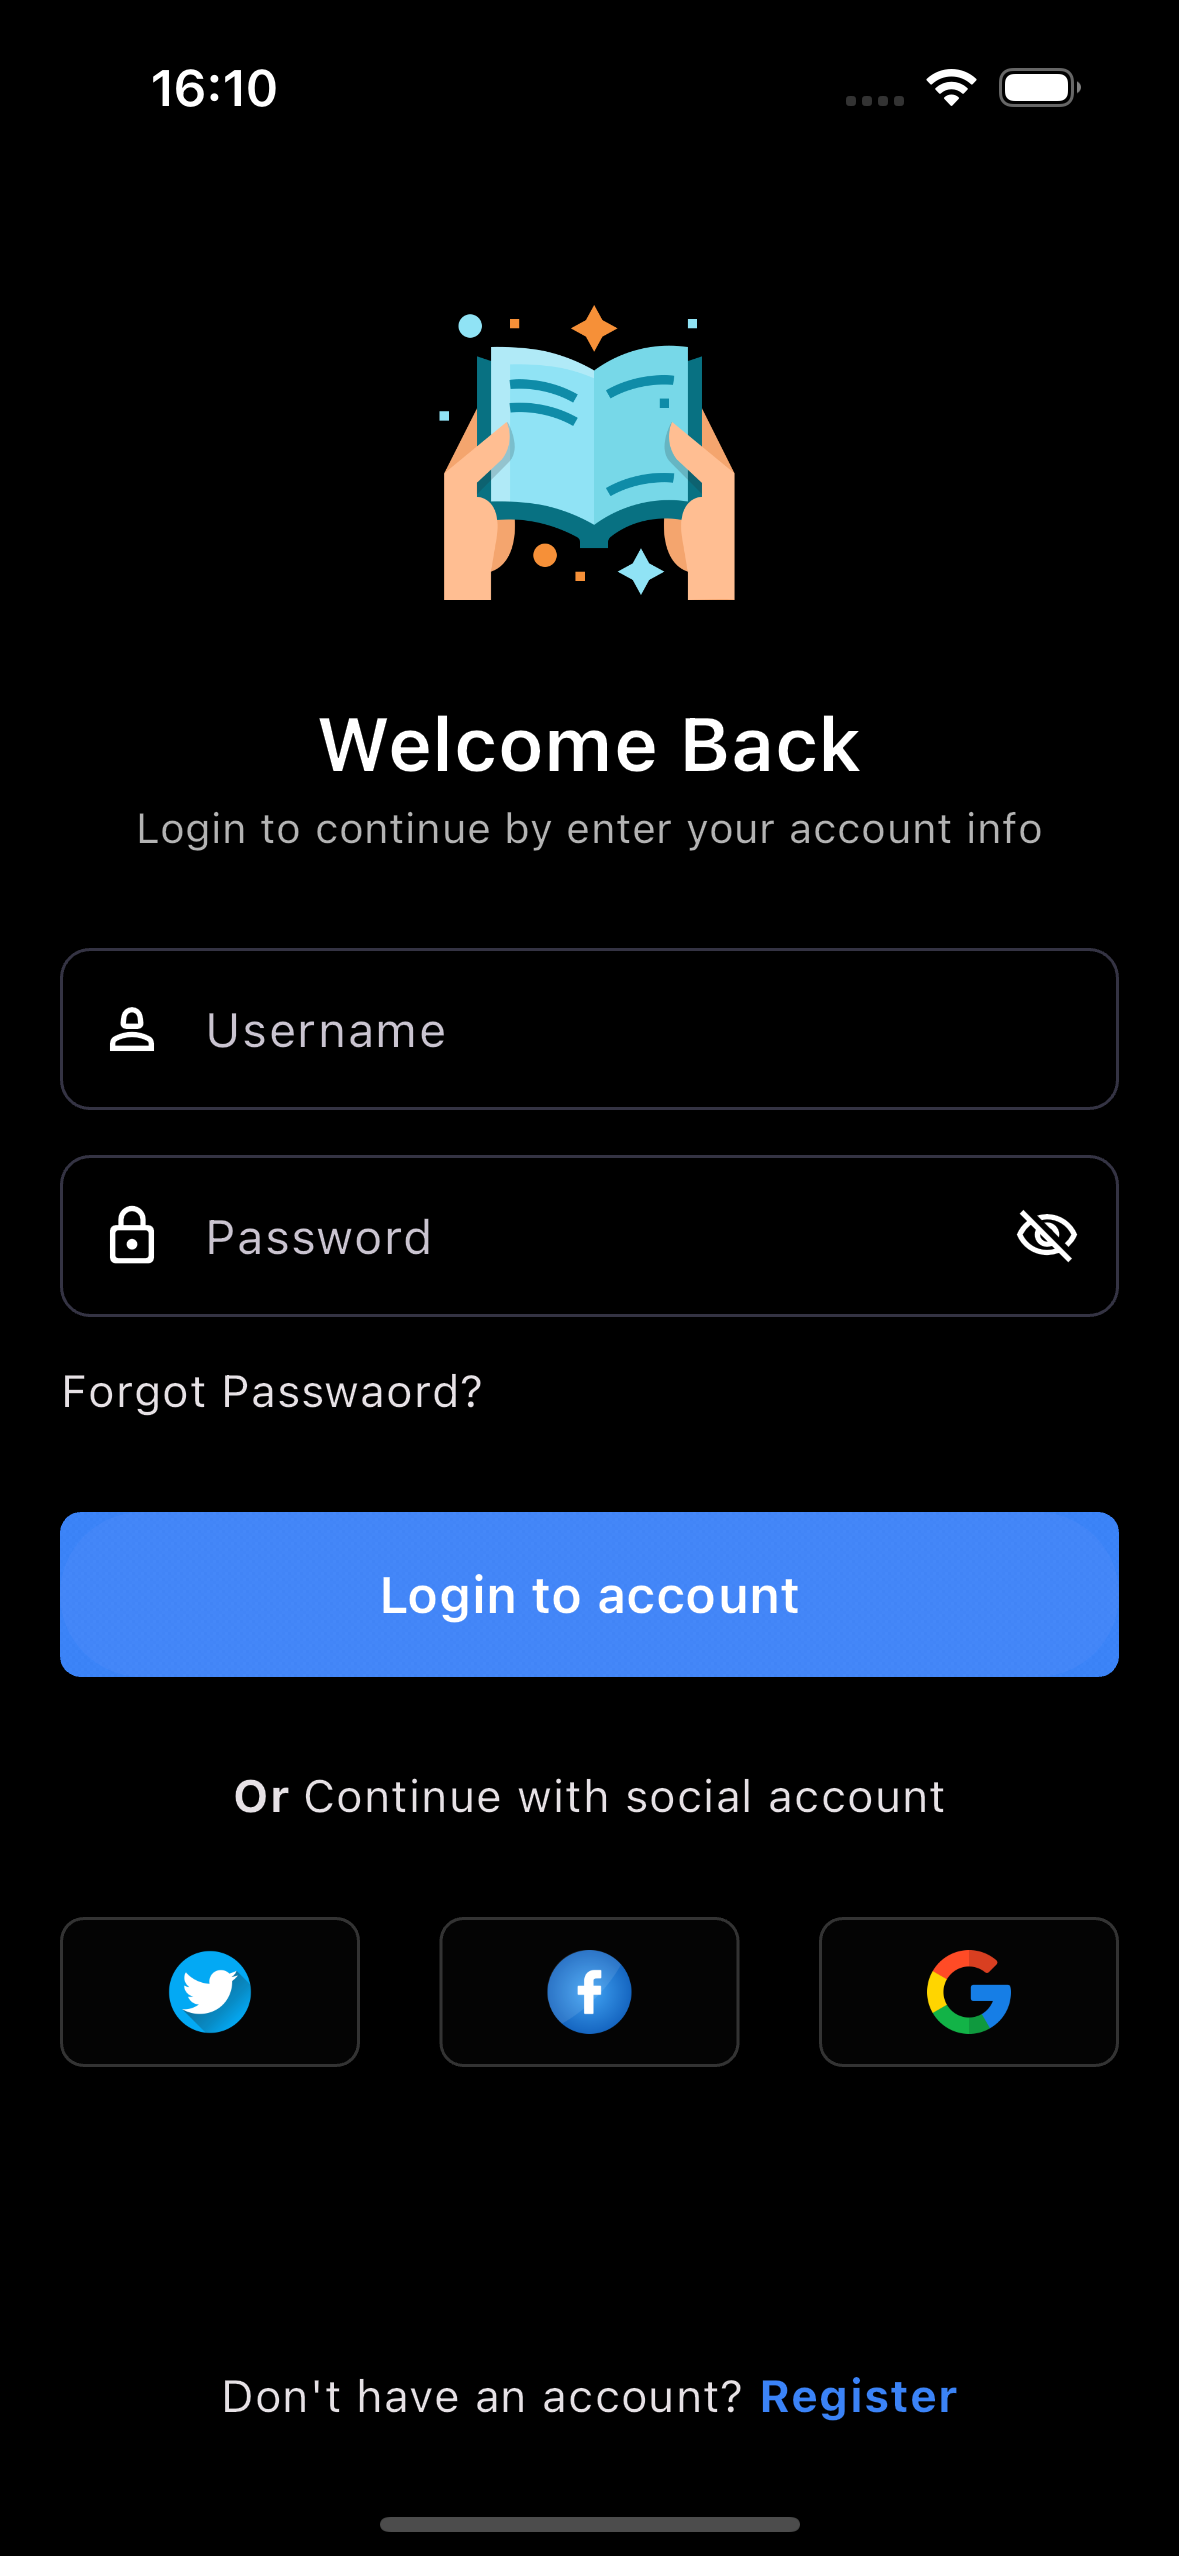 16:10
Welcome Back
Login to continue by enter your account info
Username
Password
Forgot Passwaord?
Login to account
Or Continue with social account
Don't have an account? Register